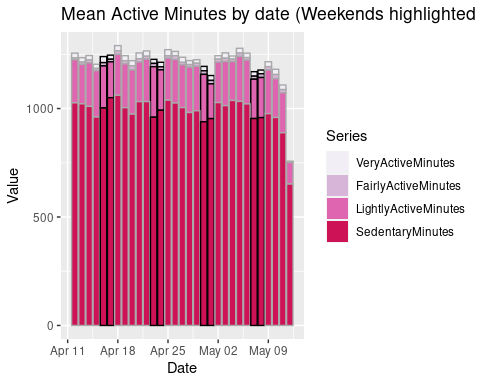 Mean Active Minutes by date (Weekends highlighted
Value
1000
500
0
Apr 11 Apr 18 Apr 25 May 02 May 09
Date
Series
VeryActiveMinutes
FairlyActiveMinutes
LightlyActiveMinutes
SedentaryMinutes